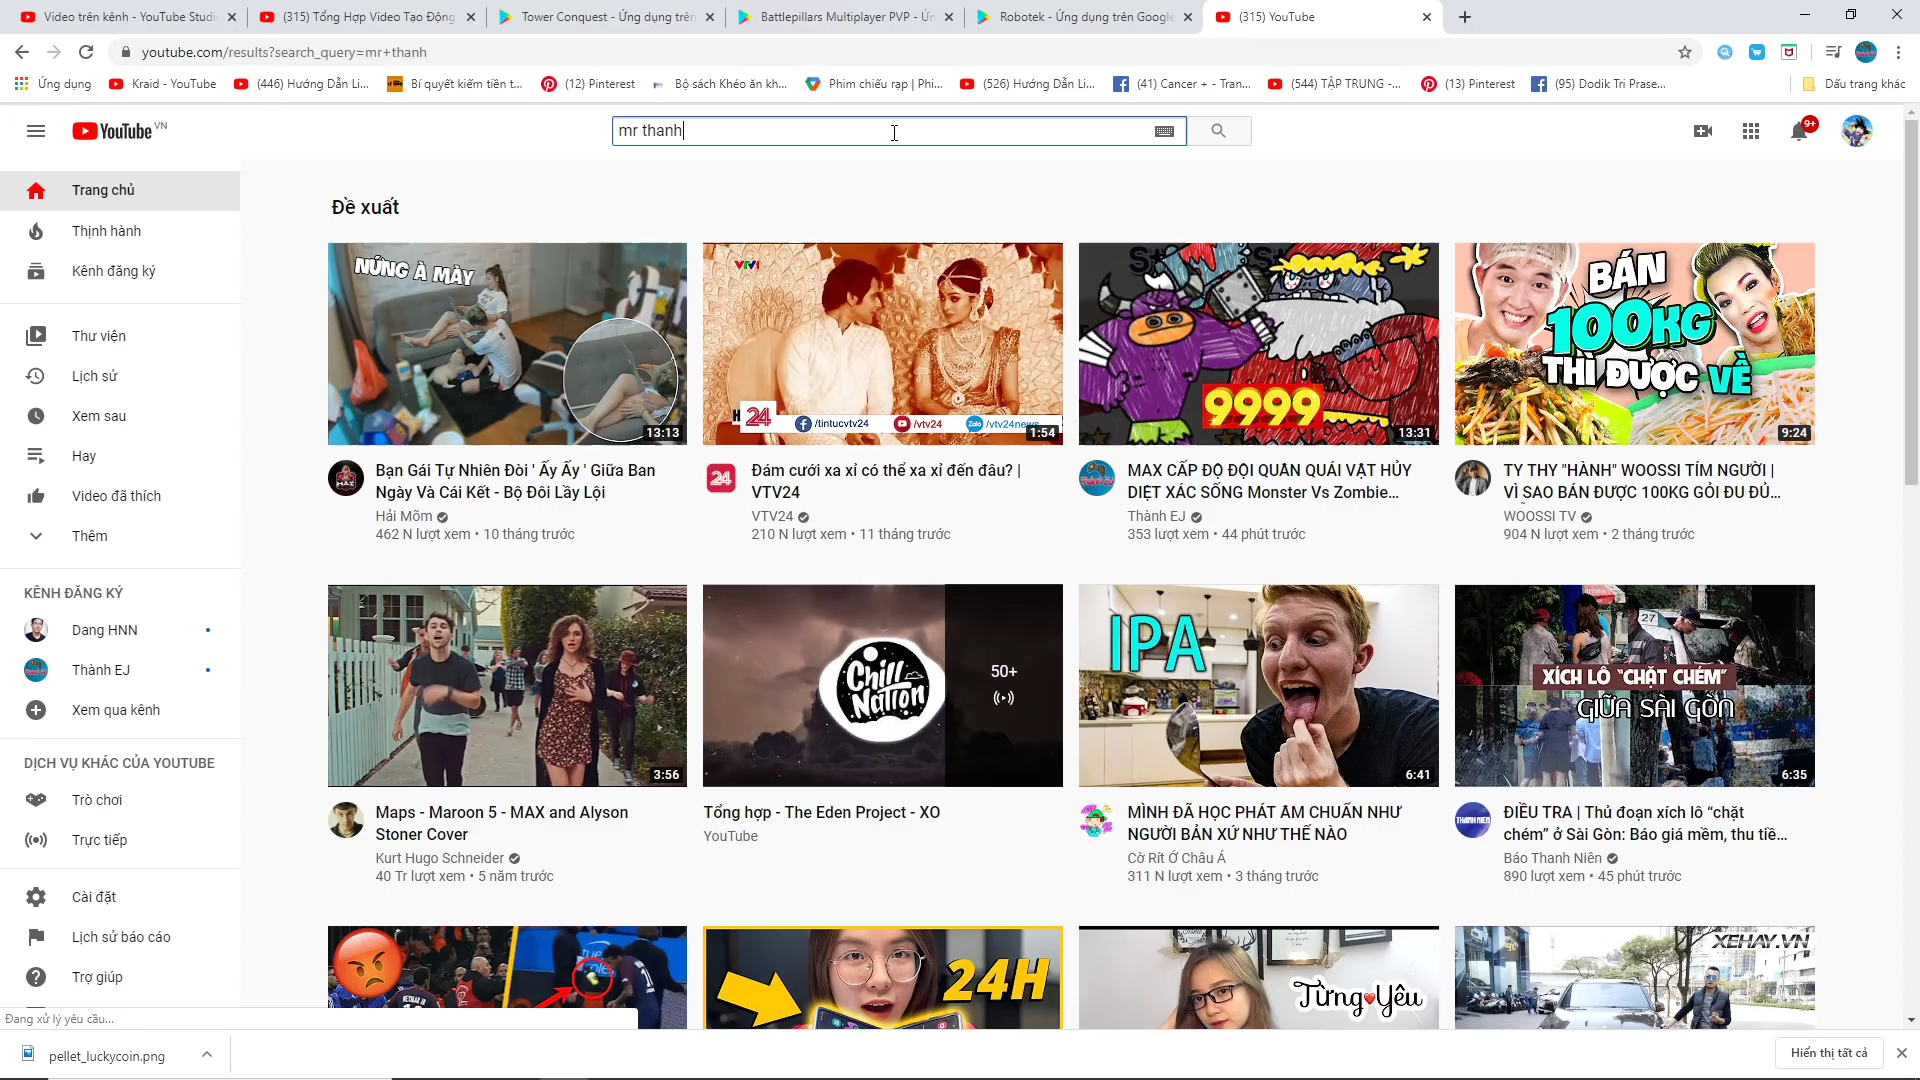 Video trên kênh - YouTube Studi
(315) Tổng Hợp Video Tạo Động
Tower Conquest - Ứng dụng trên
Battlepillars Multiplayer PVP - Ứn
Robotek - Ứng dụng trên Google
(315) YouTube
youtube.com/results?search_query=mr+thanh
Ứng dụng
Kraid - YouTube
(446) Hướng Dẫn Li...
Bí quyết kiếm tiền t...
(12) Pinterest
Bộ sách Khéo ăn kh...
Phim chiếu rạp | Phi...
(526) Hướng Dẫn Li...
(41) Cancer + - Tran...
(544) TẬP TRUNG -...
(13) Pinterest
(95) Dodik Tri Prase...
Dấu trang khác
YouTube VN
mr thanh
9+
Trang chủ
Thịnh hành
Kênh đăng ký
Thư viện
Lịch sử
Xem sau
Hay
Video đã thích
Thêm
KÊNH ĐĂNG KÝ
Dang HNN
Thành EJ
Xem qua kênh
DỊCH VỤ KHÁC CỦA YOUTUBE
Trò chơi
Trực tiếp
Cài đặt
Lịch sử báo cáo
Trợ giúp
Đề xuất
NỨNG À MÀY
13:13
Bạn Gái Tự Nhiên Đòi ' Ấy Ấy ' Giữa Ban
Ngày Và Cái Kết - Bộ Đôi Lầy Lội
Hải Mõm
462 N lượt xem • 10 tháng trước
VTV1
24
/tintucvtv24
/vtv24
/vtv24news
1:54
24
Đám cưới xa xỉ có thể xa xỉ đến đâu? |
VTV24
VTV24
210 N lượt xem • 11 tháng trước
9999
13:31
MAX CẤP ĐỘ ĐỘI QUÂN QUÁI VẬT HỦY
DIỆT XÁC SỐNG Monster Vs Zombie...
Thành EJ
353 lượt xem • 44 phút trước
BÁN
100KG
THÌ ĐƯỢC VỀ
9:24
TY THY "HÀNH" WOOSSI TÍM NGƯỜI |
VÌ SAO BÁN ĐƯỢC 100KG GỎI ĐU ĐỦ...
WOOSSI TV
904 N lượt xem • 2 tháng trước
3:56
Maps - Maroon 5 - MAX and Alyson
Stoner Cover
Kurt Hugo Schneider
40 Tr lượt xem • 5 năm trước
Chill
Nation
50+
Tổng hợp - The Eden Project - XO
YouTube
IPA
6:41
MÌNH ĐÃ HỌC PHÁT ÂM CHUẨN NHƯ
NGƯỜI BẢN XỨ NHƯ THẾ NÀO
Cờ Rít Ở Châu Á
311 N lượt xem • 3 tháng trước
27
XÍCH LÔ "CHẶT CHÉM"
GIỮA SÀI GÒN
6:35
THANH NIÊN
ĐIỀU TRA | Thủ đoạn xích lô “chặt
chém” ở Sài Gòn: Báo giá mềm, thu tiề...
Báo Thanh Niên
890 lượt xem • 45 phút trước
24H
Từng Yêu
XEHAY.VN
Đang xử lý yêu cầu...
pellet_luckycoin.png
Hiển thị tất cả